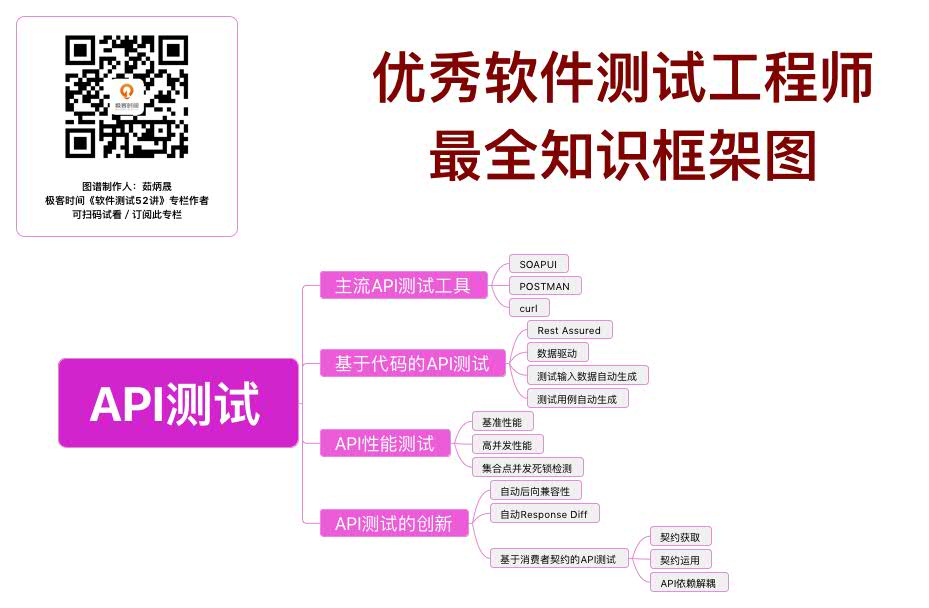 极客时间
图谱制作人：茹炳晟
极客时间《软件测试52讲》专栏作者
可扫码试看 / 订阅此专栏
优秀软件测试工程师
最全知识框架图
API测试
主流API测试工具
SOAPUI
POSTMAN
curl
基于代码的API测试
Rest Assured
数据驱动
测试输入数据自动生成
测试用例自动生成
API性能测试
基准性能
高并发性能
集合点并发死锁检测
API测试的创新
自动后向兼容性
自动Response Diff
基于消费者契约的API测试
契约获取
契约运用
API依赖解耦